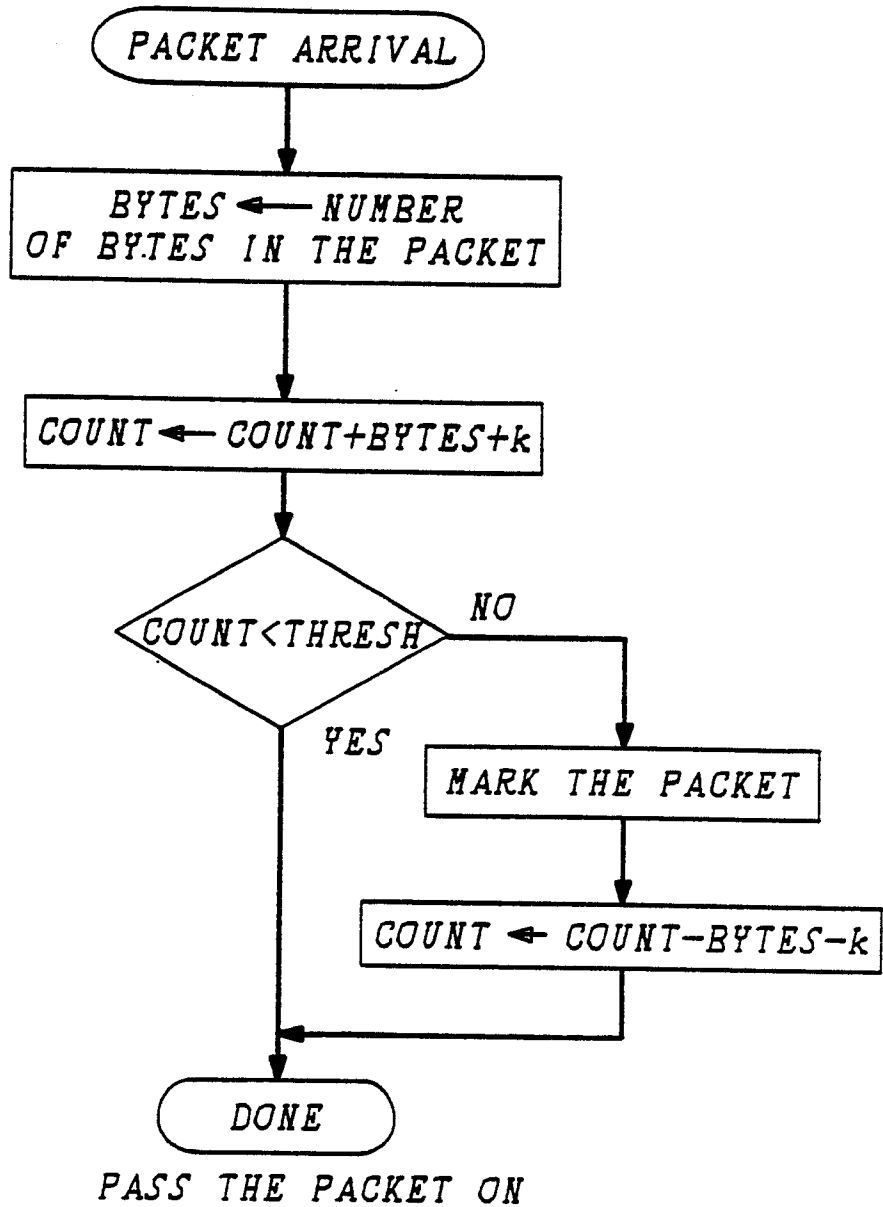 PACKET ARRIVAL
BYTES ← NUMBER
OF BYTES IN THE PACKET
COUNT ← COUNT+BYTES+k
COUNT<THRESH
NO
YES
MARK THE PACKET
COUNT ← COUNT-BYTES-k
DONE
PASS THE PACKET ON